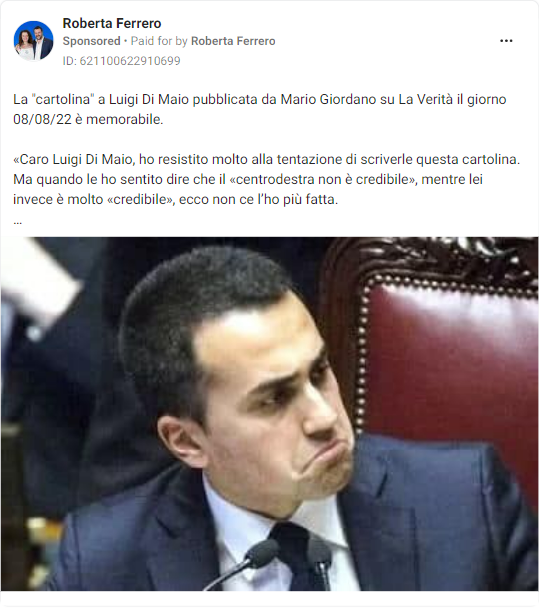 Roberta Ferrero
Sponsored • Paid for by Roberta Ferrero
ID: 621100622910699
La "cartolina" a Luigi Di Maio pubblicata da Mario Giordano su La Verità il giorno
08/08/22 è memorabile.
«Caro Luigi Di Maio, ho resistito molto alla tentazione di scriverle questa cartolina.
Ma quando le ho sentito dire che il «centrodestra non è credibile», mentre lei
invece è molto «credibile», ecco non ce l'ho più fatta.
...